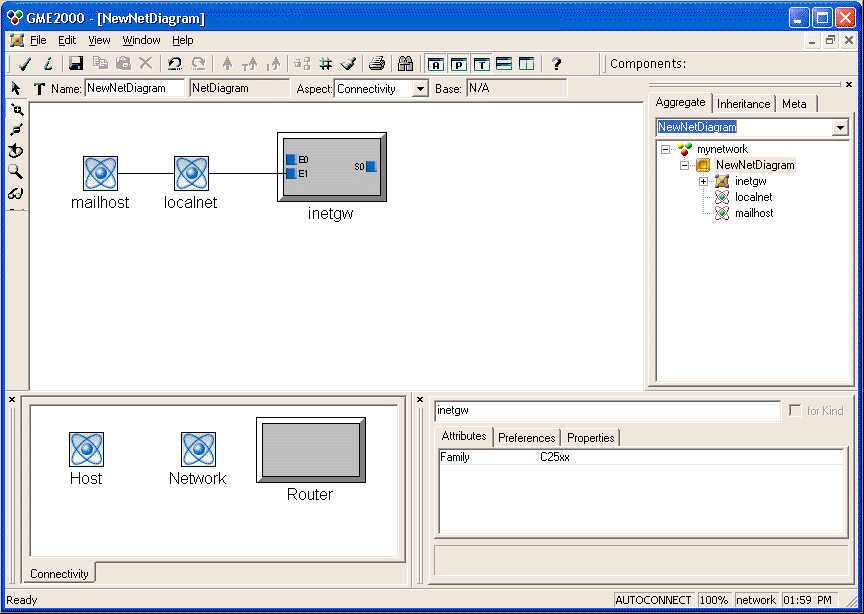 GME2000 - [NewNetDiagram]
File Edit View Window Help
A P T ? Components:
T Name: NewNetDiagram NetDiagram Aspect: Connectivity Base: N/A
Aggregate Inheritance Meta
NewNetDiagram
mynetwork
NewNetDiagram
inetgw
localnet
mailhost
E0
E1
S0
mailhost localnet inetgw
Host Network Router
Connectivity
inetgw for Kind
Attributes Preferences Properties
Family C25xx
Ready AUTOCONNECT 100% network 01:59 PM